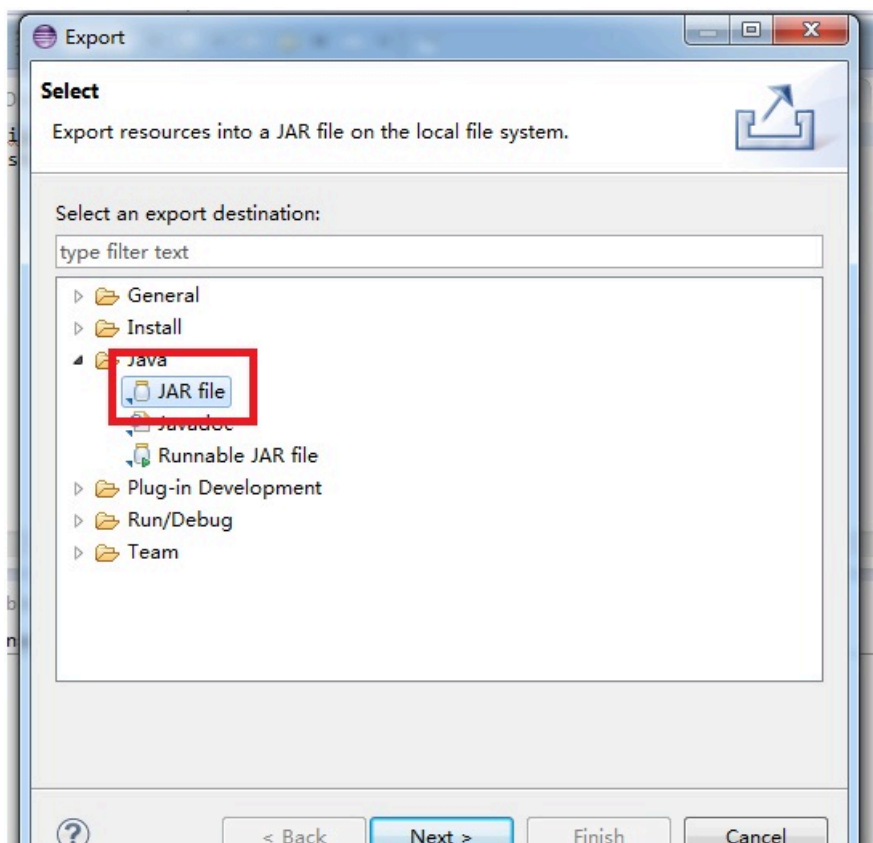 Export
Select
Export resources into a JAR file on the local file system.
Select an export destination:
type filter text
General
Install
Java
JAR file
Javadoc
Runnable JAR file
Plug-in Development
Run/Debug
Team
< Back Next > Finish Cancel